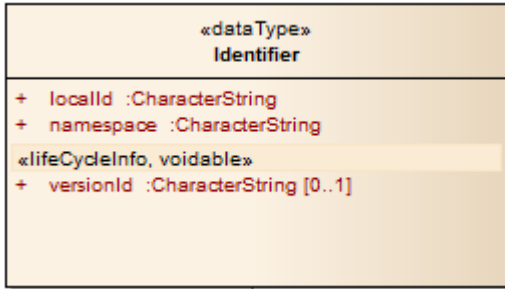 «dataType»
Identifier
+ localId :CharacterString
+ namespace :CharacterString
«lifeCycleInfo, voidable»
+ versionId :CharacterString [0..1]